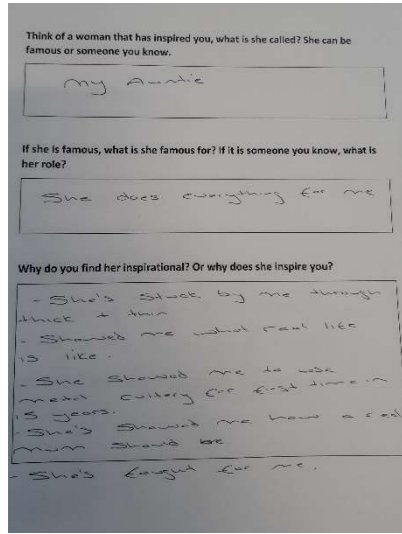 Think of a woman that has inspired you, what is she called? She can be
famous or someone you know.
My Auntie
If she is famous, what is she famous for? If it is someone you know, what is
her role?
She does everything for me
Why do you find her inspirational? Or why does she inspire you?
- She's stuck by me through
thick + thin
- Showed me what real life
is like.
- She showed me to use
metal cultery for first time in
15 years.
- She's showed me how a real
mum should be
- She's fought for me.